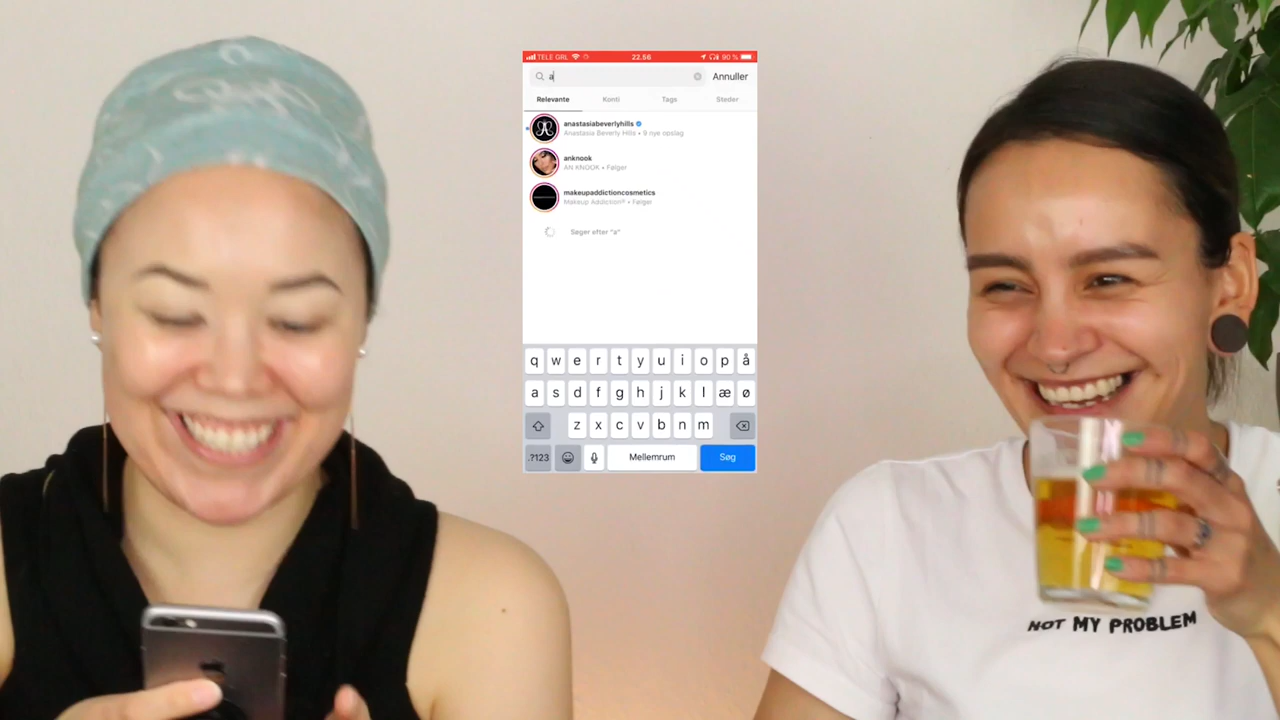 TELE GRL 22.56 90 %
a Annuller
Relevante Konti Tags Steder
anastasiabeverlyhills
Anastasia Beverly Hills • 9 nye opslag
anknook
AN KNOOK • Følger
makeupaddictioncosmetics
Makeup Addiction® • Følger
Søger efter "a"
q w e r t y u i o p å
a s d f g h j k l æ ø
z x c v b n m
.?123 Mellemrum Søg
NOT MY PROBLEM